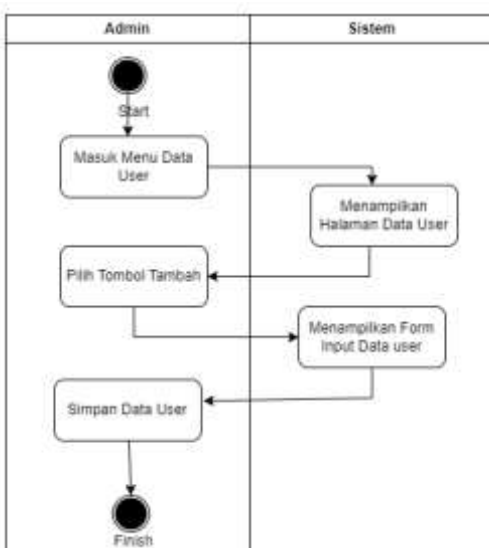 Admin
Sistem
Start
Masuk Menu Data
User
Menampilkan
Halaman Data User
Pilih Tombol Tambah
Menampilkan Form
Input Data user
Simpan Data User
Finish